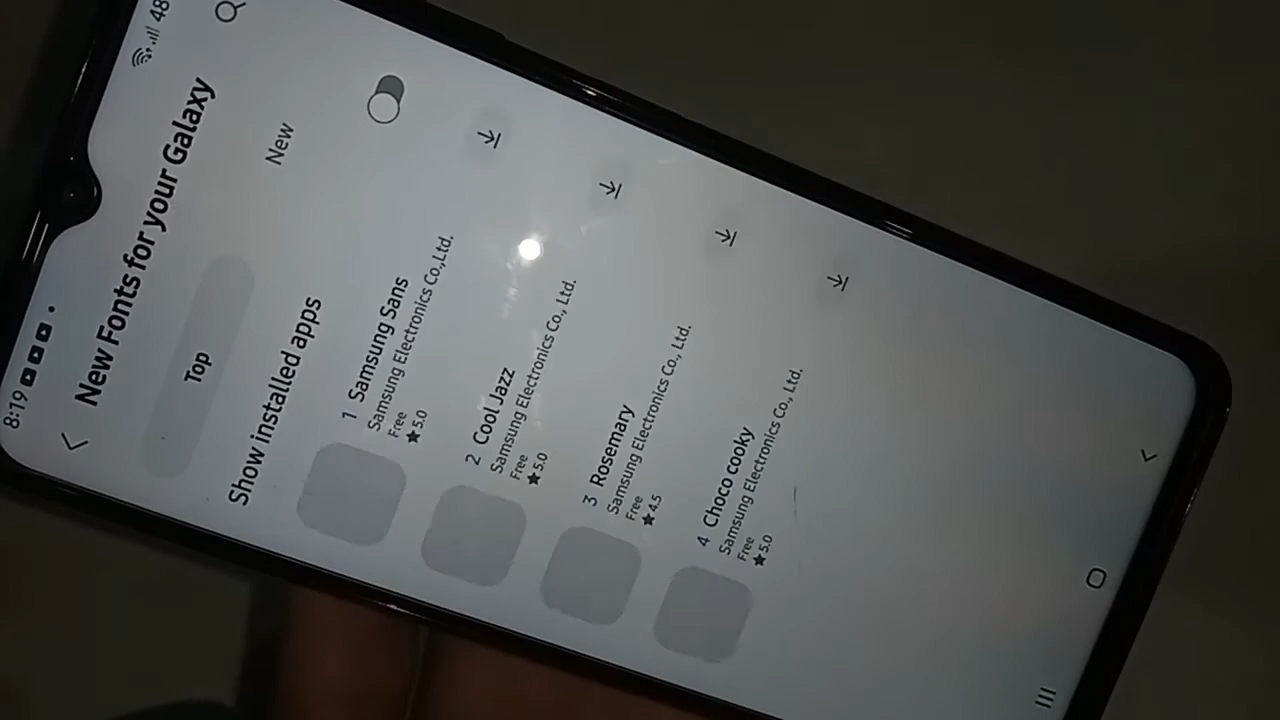 8:19
48
New Fonts for your Galaxy
Top
New
Show installed apps
1 Samsung Sans
Samsung Electronics Co.,Ltd.
Free
★ 5.0
2 Cool Jazz
Samsung Electronics Co., Ltd.
Free
★ 5.0
3 Rosemary
Samsung Electronics Co., Ltd.
Free
★ 4.5
4 Choco cooky
Samsung Electronics Co., Ltd.
Free
★ 5.0